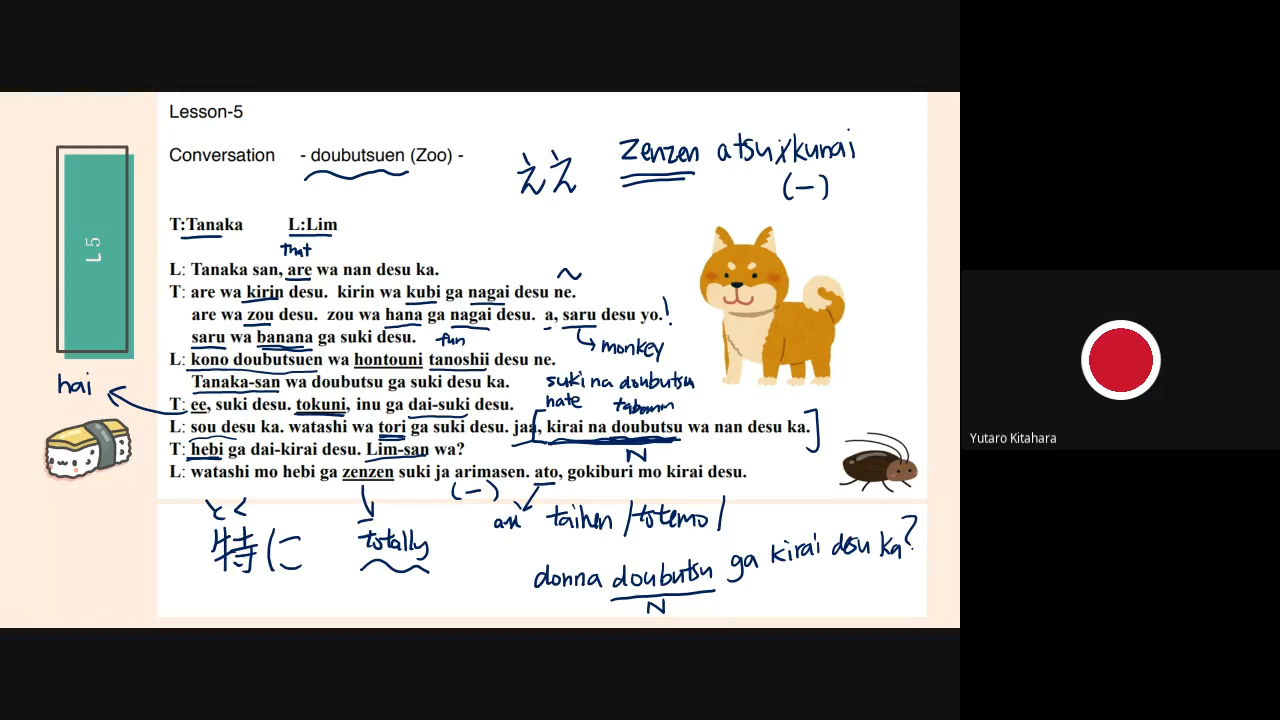 Lesson-5
Conversation - doubutsuen (Zoo) -
ええ
zenzen atsui kunai
(-)
T:Tanaka L:Lim
that
L: Tanaka san, are wa nan desu ka.
T: are wa kirin desu. kirin wa kubi ga nagai desu ne.
are wa zou desu. zou wa hana ga nagai desu. a, saru desu yo.!
saru wa banana ga suki desu.
fun
monkey
L: kono doubutsuen wa hontouni tanoshii desu ne.
Tanaka-san wa doubutsu ga suki desu ka.
suki na doubutsu
hai
T: ee, suki desu. tokuni, inu ga dai-suki desu.
hate
L: sou desu ka. watashi wa tori ga suki desu. jaa, kirai na doubutsu wa nan desu ka.
T: hebi ga dai-kirai desu. Lim-san wa?
N
L: watashi mo hebi ga zenzen suki ja arimasen. ato, gokiburi mo kirai desu.
(-)
とく
特に
totally
taihen / totemo /
donna doubutsu ga kirai desu ka?
N
L 5
Yutaro Kitahara